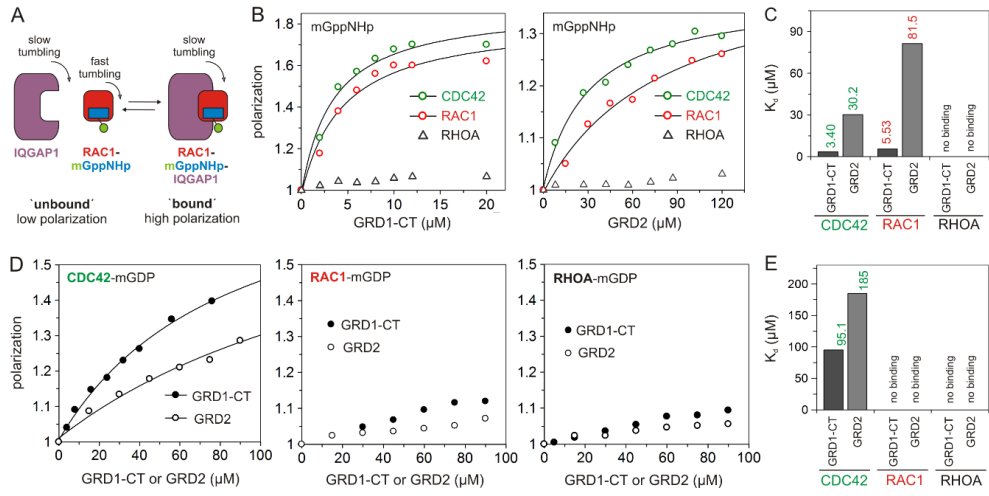 A
slow
tumbling
fast
tumbling
slow
tumbling
IQGAP1
RAC1-
mGppNHp
RAC1-
mGppNHp-
IQGAP1
`unbound´
low polarization
`bound´
high polarization
B
polarization
1.8
1.6
1.4
1.2
1
mGppNHp
CDC42
RAC1
RHOA
0 5 10 15 20
GRD1-CT (µM)
1.4
1.3
1.2
1.1
1
mGppNHp
CDC42
RAC1
RHOA
0 28 56 84 112 140
GRD2 (µM)
C
Kd (µM)
90
60
30
0
3.40
30.2
5.53
81.5
no binding
no binding
GRD1-CT
GRD2
GRD1-CT
GRD2
GRD1-CT
GRD2
CDC42
RAC1
RHOA
D
polarization
1.5
1.4
1.3
1.2
1.1
1
CDC42-mGDP
GRD1-CT
GRD2
0 20 40 60 80 100
GRD1-CT or GRD2 (µM)
1.5
1.4
1.3
1.2
1.1
1
RAC1-mGDP
GRD1-CT
GRD2
0 20 40 60 80 100
GRD1-CT or GRD2 (µM)
1.5
1.4
1.3
1.2
1.1
1
RHOA-mGDP
GRD1-CT
GRD2
0 20 40 60 80 100
GRD1-CT or GRD2 (µM)
E
Kd (µM)
200
150
100
50
0
95.1
185
no binding
no binding
no binding
no binding
GRD1-CT
GRD2
GRD1-CT
GRD2
GRD1-CT
GRD2
CDC42
RAC1
RHOA